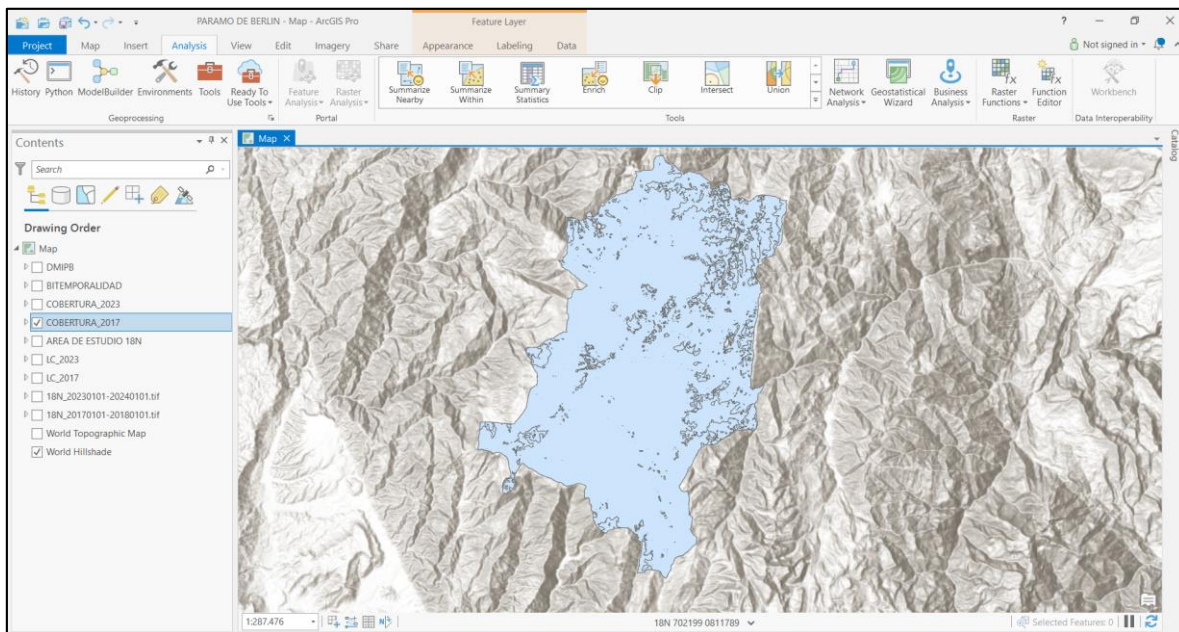 PARAMO DE BERLIN - Map - ArcGIS Pro
Feature Layer
?
Project Map Insert Analysis View Edit Imagery Share Appearance Labeling Data
Not signed in
History Python ModelBuilder Environments Tools Ready To Use Tools
Feature Analysis Raster Analysis
Summarize Nearby Summarize Within Summary Statistics Enrich Clip Intersect Union
Network Analysis Geostatistical Wizard Business Analysis
Raster Functions Function Editor
Workbench
Geoprocessing Portal Tools Raster Data Interoperability
Contents
Map
Catalog
Search
Drawing Order
Map
DMIPB
BITEMPORALIDAD
COBERTURA_2023
COBERTURA_2017
AREA DE ESTUDIO 18N
LC_2023
LC_2017
18N_20230101-20240101.tif
18N_20170101-20180101.tif
World Topographic Map
World Hillshade
1:287.476
18N 702199 0811789
Selected Features: 0